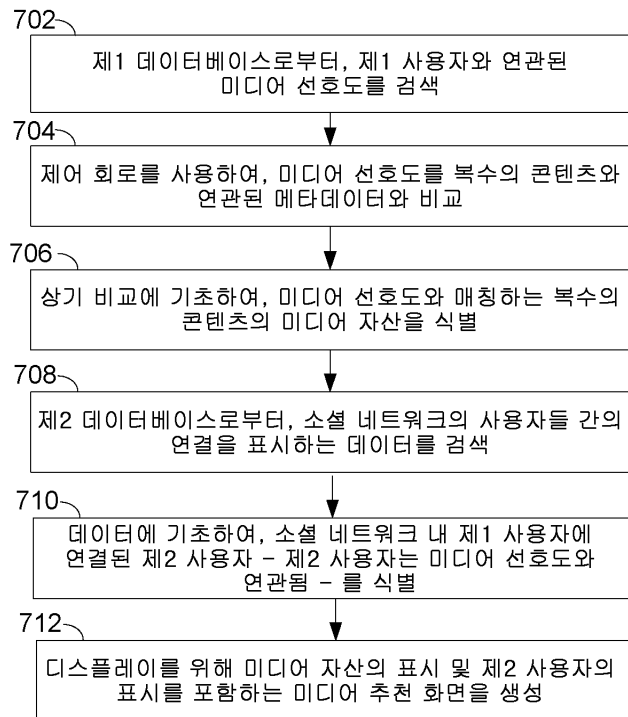 702
제1 데이터베이스로부터, 제1 사용자와 연관된
미디어 선호도를 검색
704
제어 회로를 사용하여, 미디어 선호도를 복수의 콘텐츠와
연관된 메타데이터와 비교
706
상기 비교에 기초하여, 미디어 선호도와 매칭하는 복수의
콘텐츠의 미디어 자산을 식별
708
제2 데이터베이스로부터, 소셜 네트워크의 사용자들 간의
연결을 표시하는 데이터를 검색
710
데이터에 기초하여, 소셜 네트워크 내 제1 사용자에
연결된 제2 사용자 – 제2 사용자는 미디어 선호도와
연관됨 – 를 식별
712
디스플레이를 위해 미디어 자산의 표시 및 제2 사용자의
표시를 포함하는 미디어 추천 화면을 생성